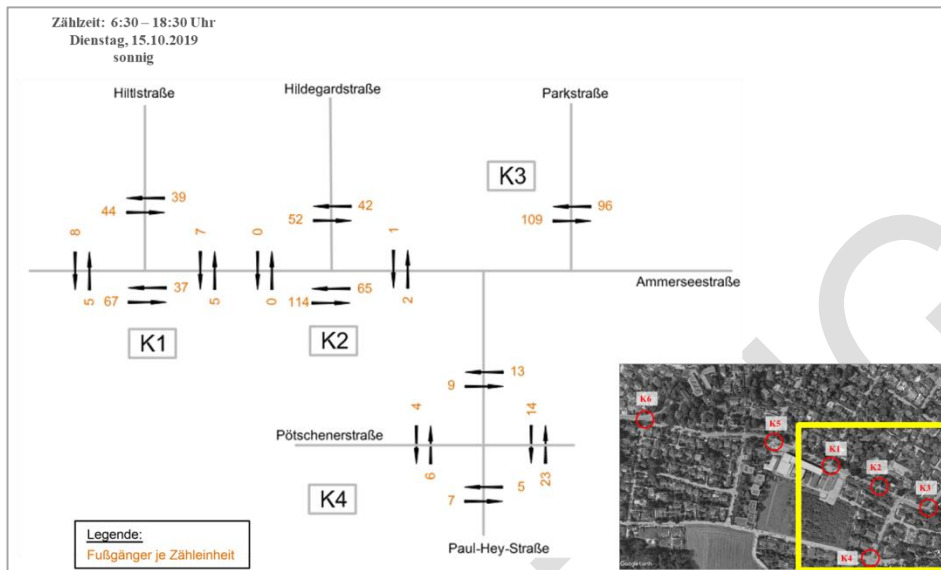 Zählzeit: 6:30 – 18:30 Uhr
Dienstag, 15.10.2019
sonnig
Hiltlstraße
Hildegardstraße
Parkstraße
K3
39
44
42
52
96
109
8
7
0
1
Ammerseestraße
5
67
37
5
0
114
65
2
K1
K2
13
9
4
14
Pötschenerstraße
6
23
5
7
K4
Paul-Hey-Straße
Legende:
Fußgänger je Zähleinheit
K6
K5
K1
K2
K3
K4
Google Earth